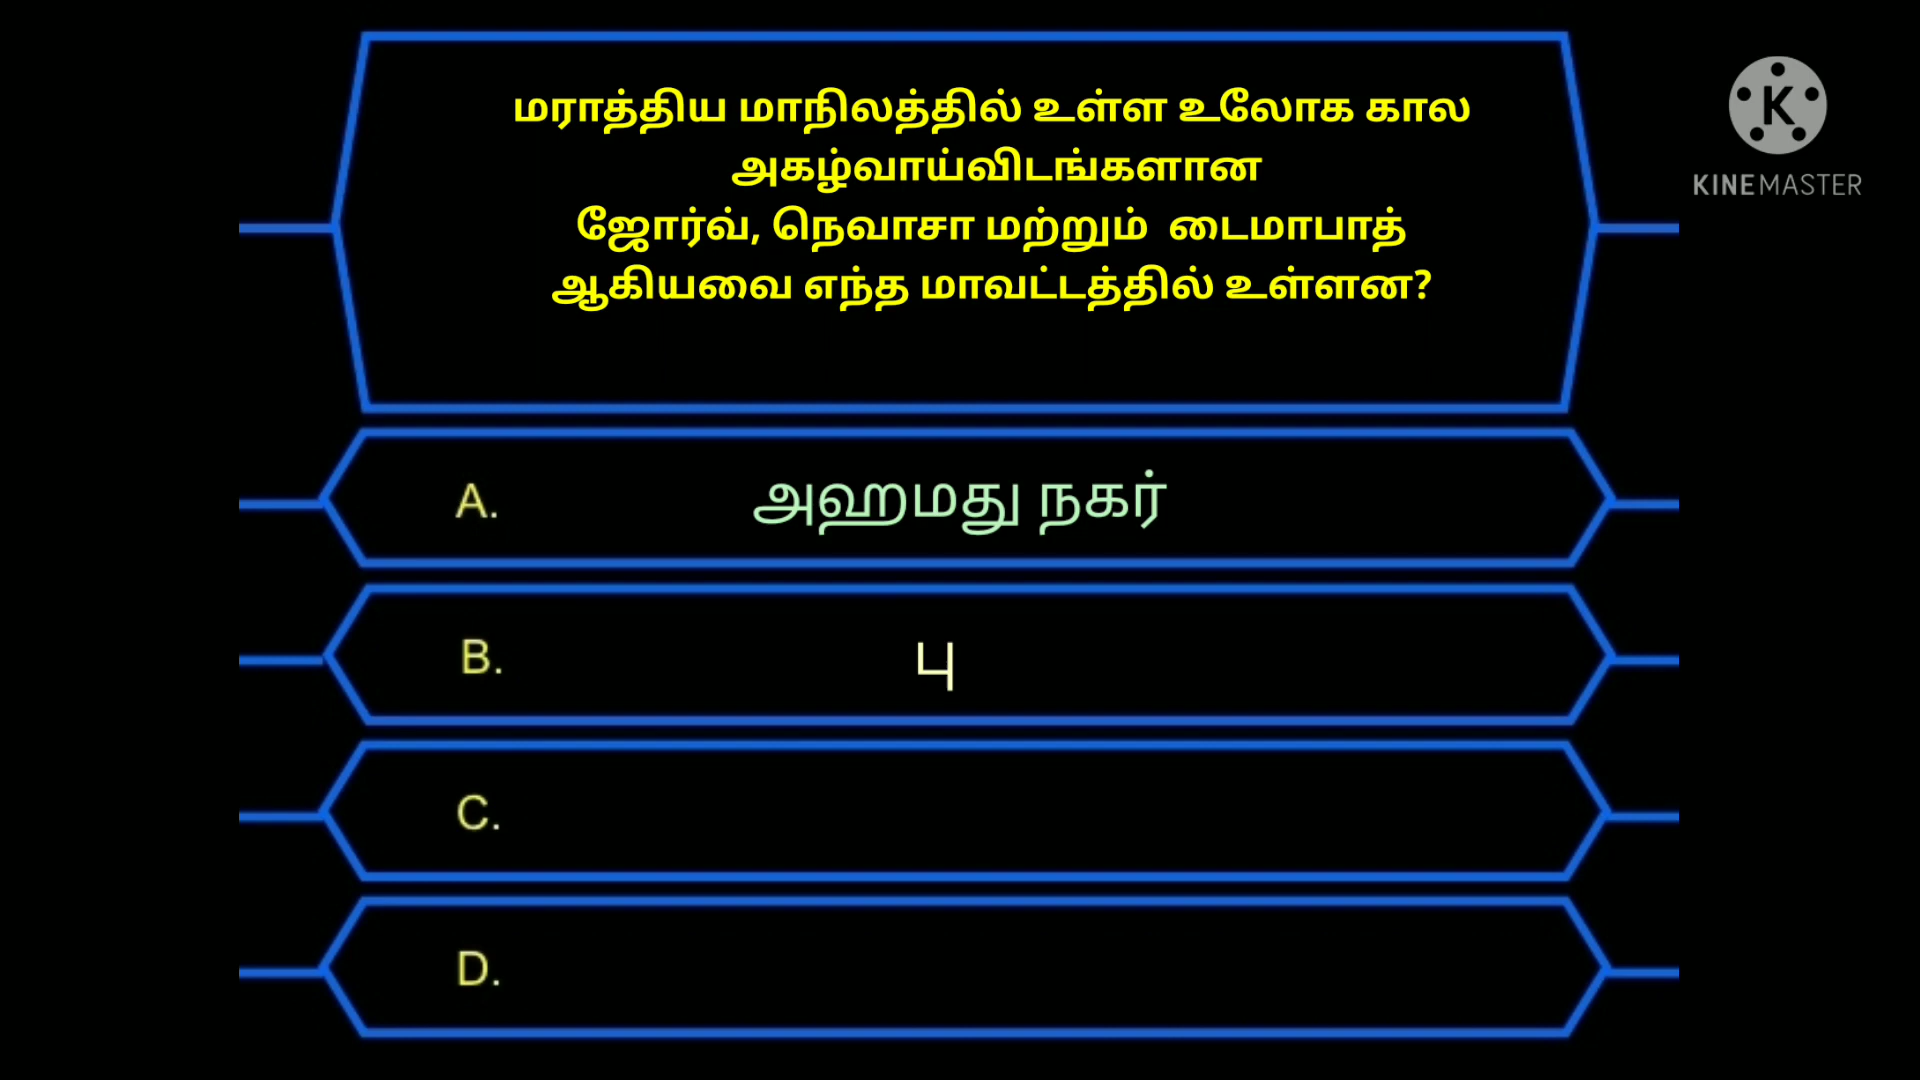 மராத்திய மாநிலத்தில் உள்ள உலோக கால
அகழ்வாய்விடங்களான
ஜோர்வ், நெவாசா மற்றும் டைமாபாத்
ஆகியவை எந்த மாவட்டத்தில் உள்ளன?
K
KINEMASTER
A. அஹமது நகர்
B. பு
C.
D.